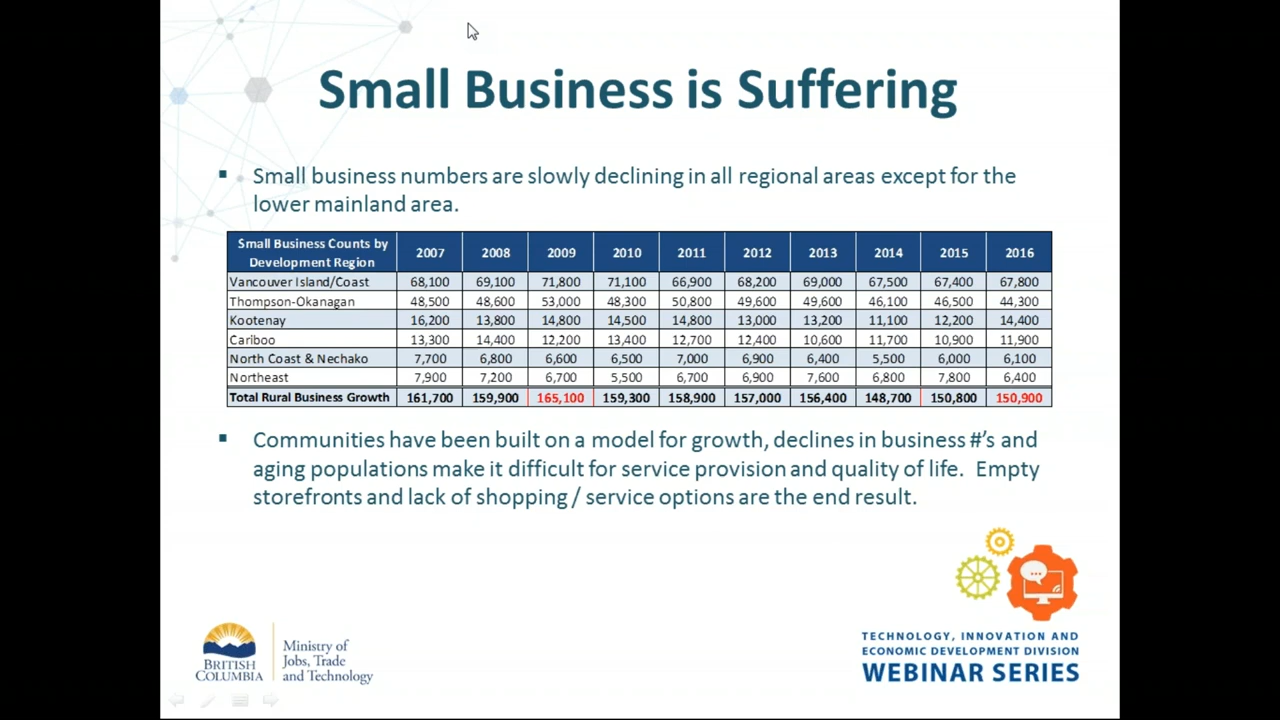 Small Business is Suffering
▪ Small business numbers are slowly declining in all regional areas except for the
lower mainland area.
Small Business Counts by
Development Region 2007 2008 2009 2010 2011 2012 2013 2014 2015 2016
Vancouver Island/Coast 68,100 69,100 71,800 71,100 66,900 68,200 69,000 67,500 67,400 67,800
Thompson-Okanagan 48,500 48,600 53,000 48,300 50,800 49,600 49,600 46,100 46,500 44,300
Kootenay 16,200 13,800 14,800 14,500 14,800 13,000 13,200 11,100 12,200 14,400
Cariboo 13,300 14,400 12,200 13,400 12,700 12,400 10,600 11,700 10,900 11,900
North Coast & Nechako 7,700 6,800 6,600 6,500 7,000 6,900 6,400 5,500 6,000 6,100
Northeast 7,900 7,200 6,700 5,500 6,700 6,900 7,600 6,800 7,800 6,400
Total Rural Business Growth 161,700 159,900 165,100 159,300 158,900 157,000 156,400 148,700 150,800 150,900
▪ Communities have been built on a model for growth, declines in business #'s and
aging populations make it difficult for service provision and quality of life. Empty
storefronts and lack of shopping / service options are the end result.
BRITISH
COLUMBIA
Ministry of
Jobs, Trade
and Technology
TECHNOLOGY, INNOVATION AND
ECONOMIC DEVELOPMENT DIVISION
WEBINAR SERIES